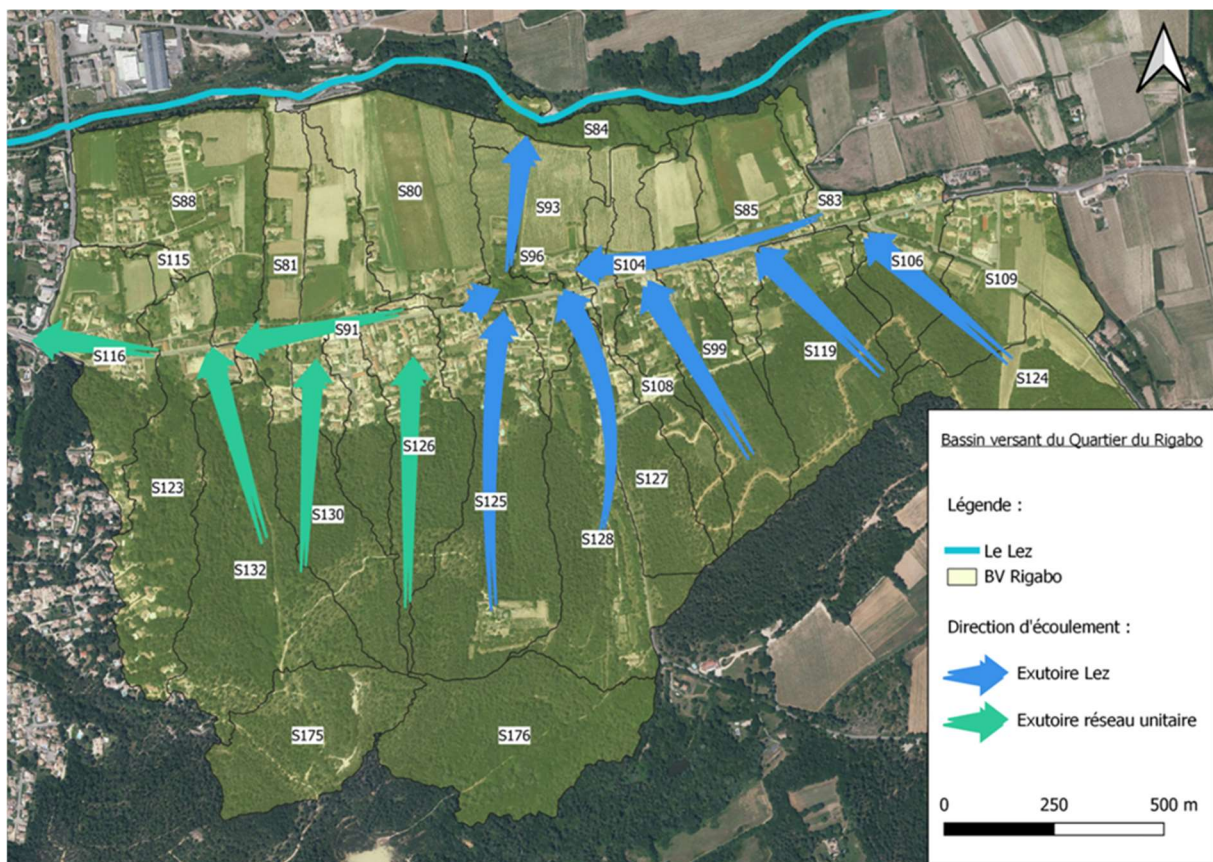 S84
S88
S80
S93
S83
S85
S115
S81
S96
S104
S106
S109
S91
S116
S99
S119
S124
S108
S126
S123
S127
S125
S130
S128
S132
S175
S176
Bassin versant du Quartier du Rigabo
Légende :
Le Lez
BV Rigabo
Direction d'écoulement :
Exutoire Lez
Exutoire réseau unitaire
0 250 500 m